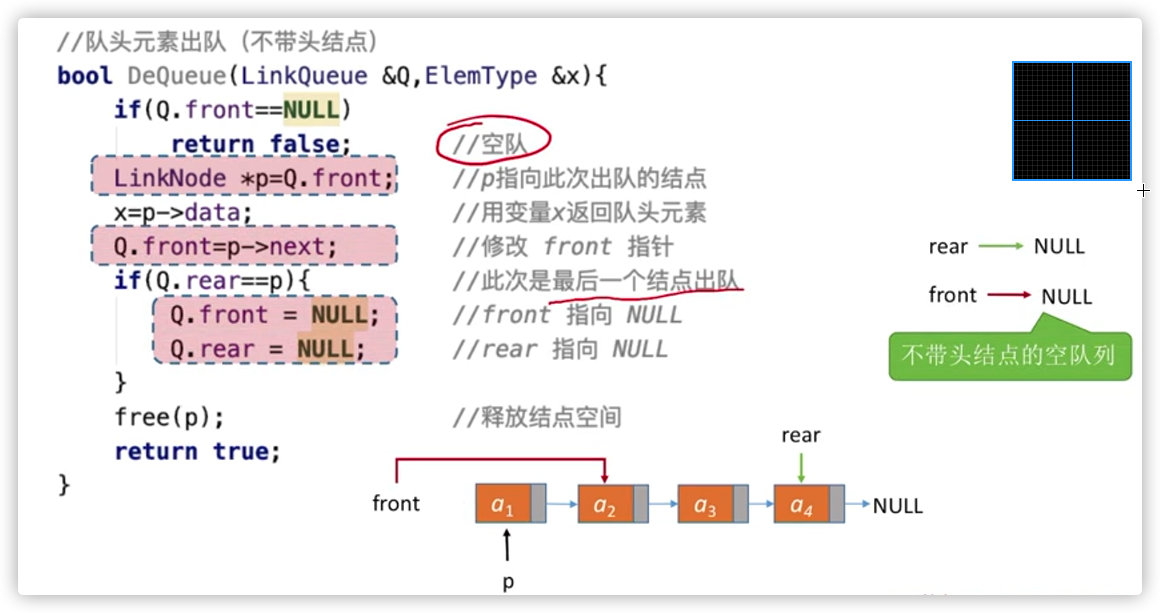 //队头元素出队（不带头结点）
bool DeQueue(LinkQueue &Q,ElemType &x){
if(Q.front==NULL)
return false; //空队
LinkNode *p=Q.front; //p指向此次出队的结点
x=p->data; //用变量x返回队头元素
Q.front=p->next; //修改 front 指针
if(Q.rear==p){ //此次是最后一个结点出队
Q.front = NULL; //front 指向 NULL
Q.rear = NULL; //rear 指向 NULL
}
free(p); //释放结点空间
return true;
}
rear NULL
front NULL
不带头结点的空队列
rear
front a1 a2 a3 a4 NULL
p